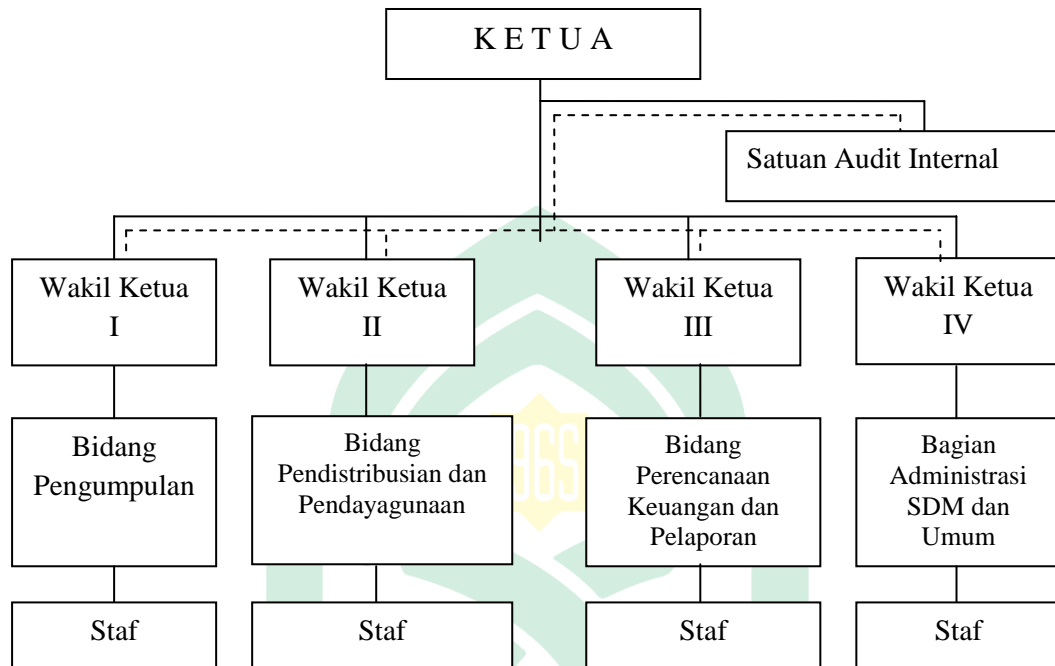 K E T U A
Satuan Audit Internal
Wakil Ketua
I
Wakil Ketua
II
Wakil Ketua
III
Wakil Ketua
IV
Bidang
Pengumpulan
Bidang
Pendistribusian dan
Pendayagunaan
Bidang
Perencanaan
Keuangan dan
Pelaporan
Bagian
Administrasi
SDM dan
Umum
Staf
Staf
Staf
Staf